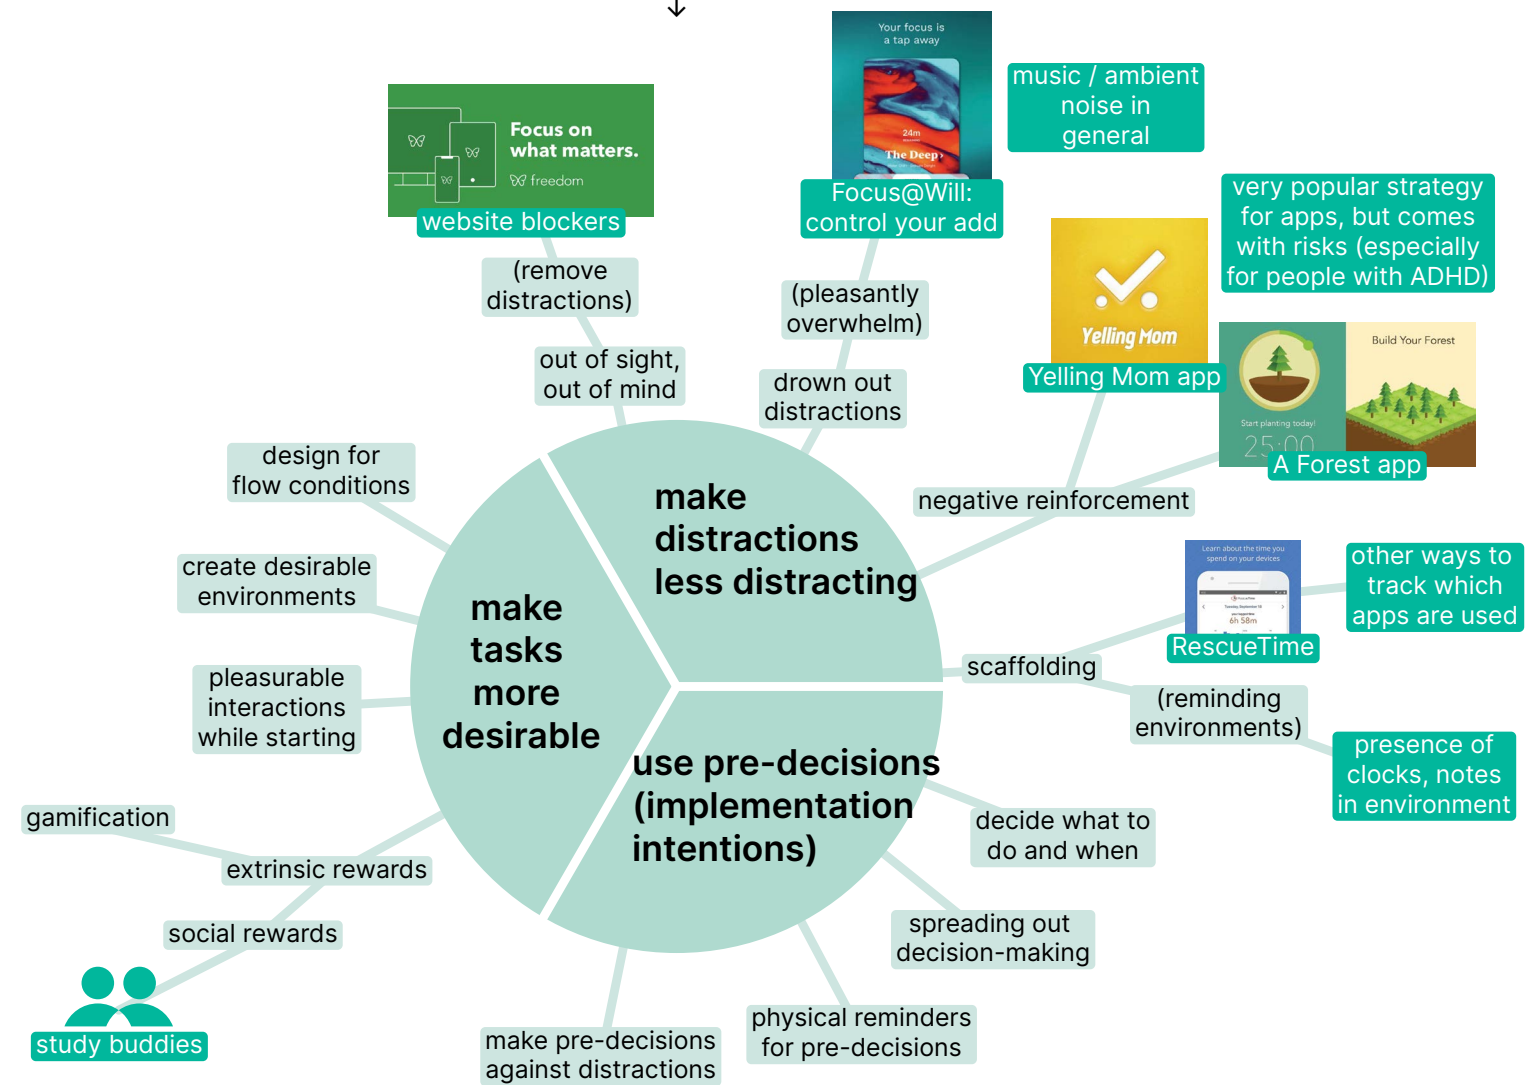 ↓
Your focus is
a tap away
24m
The Deep ›
Focus@Will:
control your add
music / ambient
noise in
general
Focus on
what matters.
freedom
website blockers
(remove
distractions)
out of sight,
out of mind
(pleasantly
overwhelm)
drown out
distractions
very popular strategy
for apps, but comes
with risks (especially
for people with ADHD)
Yelling Mom
Yelling Mom app
Build Your Forest
Start planting today!
25:00
A Forest app
negative reinforcement
design for
flow conditions
create desirable
environments
pleasurable
interactions
while starting
make
distractions
less distracting
make
tasks
more
desirable
use pre-decisions
(implementation
intentions)
Learn about the time you
spend on your devices
Tuesday, September 18
6h 58m
RescueTime
other ways to
track which
apps are used
scaffolding
(reminding
environments)
presence of
clocks, notes
in environment
decide what to
do and when
spreading out
decision-making
physical reminders
for pre-decisions
make pre-decisions
against distractions
gamification
extrinsic rewards
social rewards
study buddies